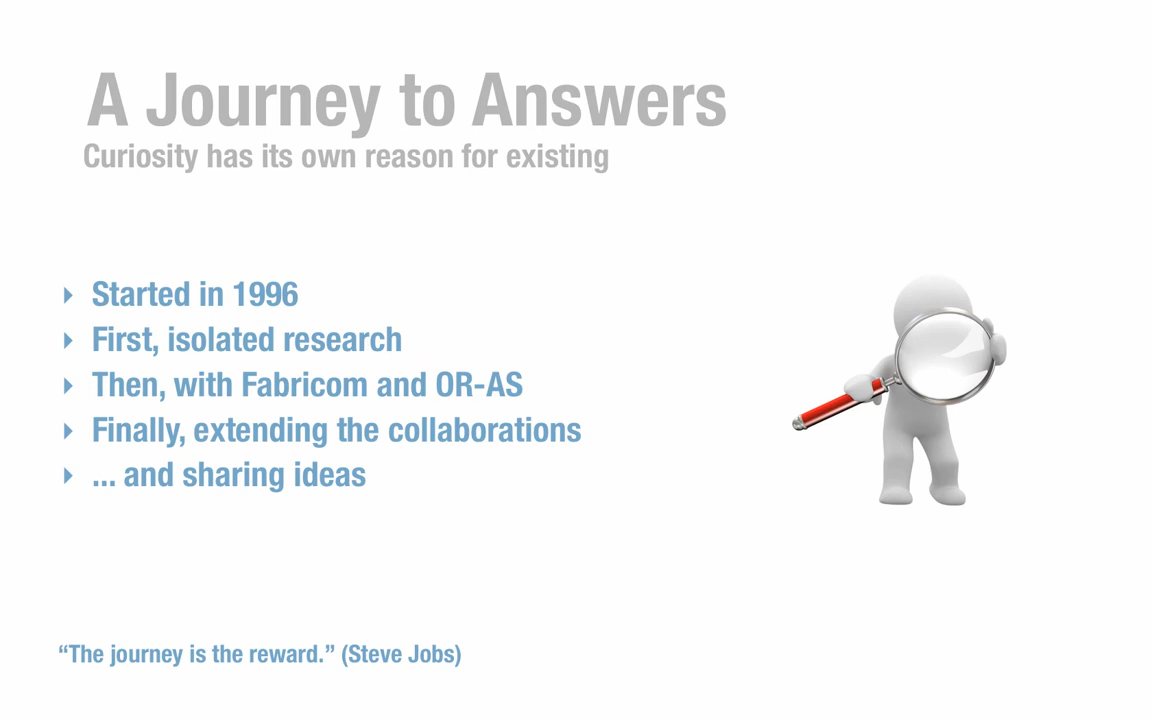 A Journey to Answers
Curiosity has its own reason for existing
Started in 1996
First, isolated research
Then, with Fabricom and OR-AS
Finally, extending the collaborations
... and sharing ideas
“The journey is the reward.” (Steve Jobs)